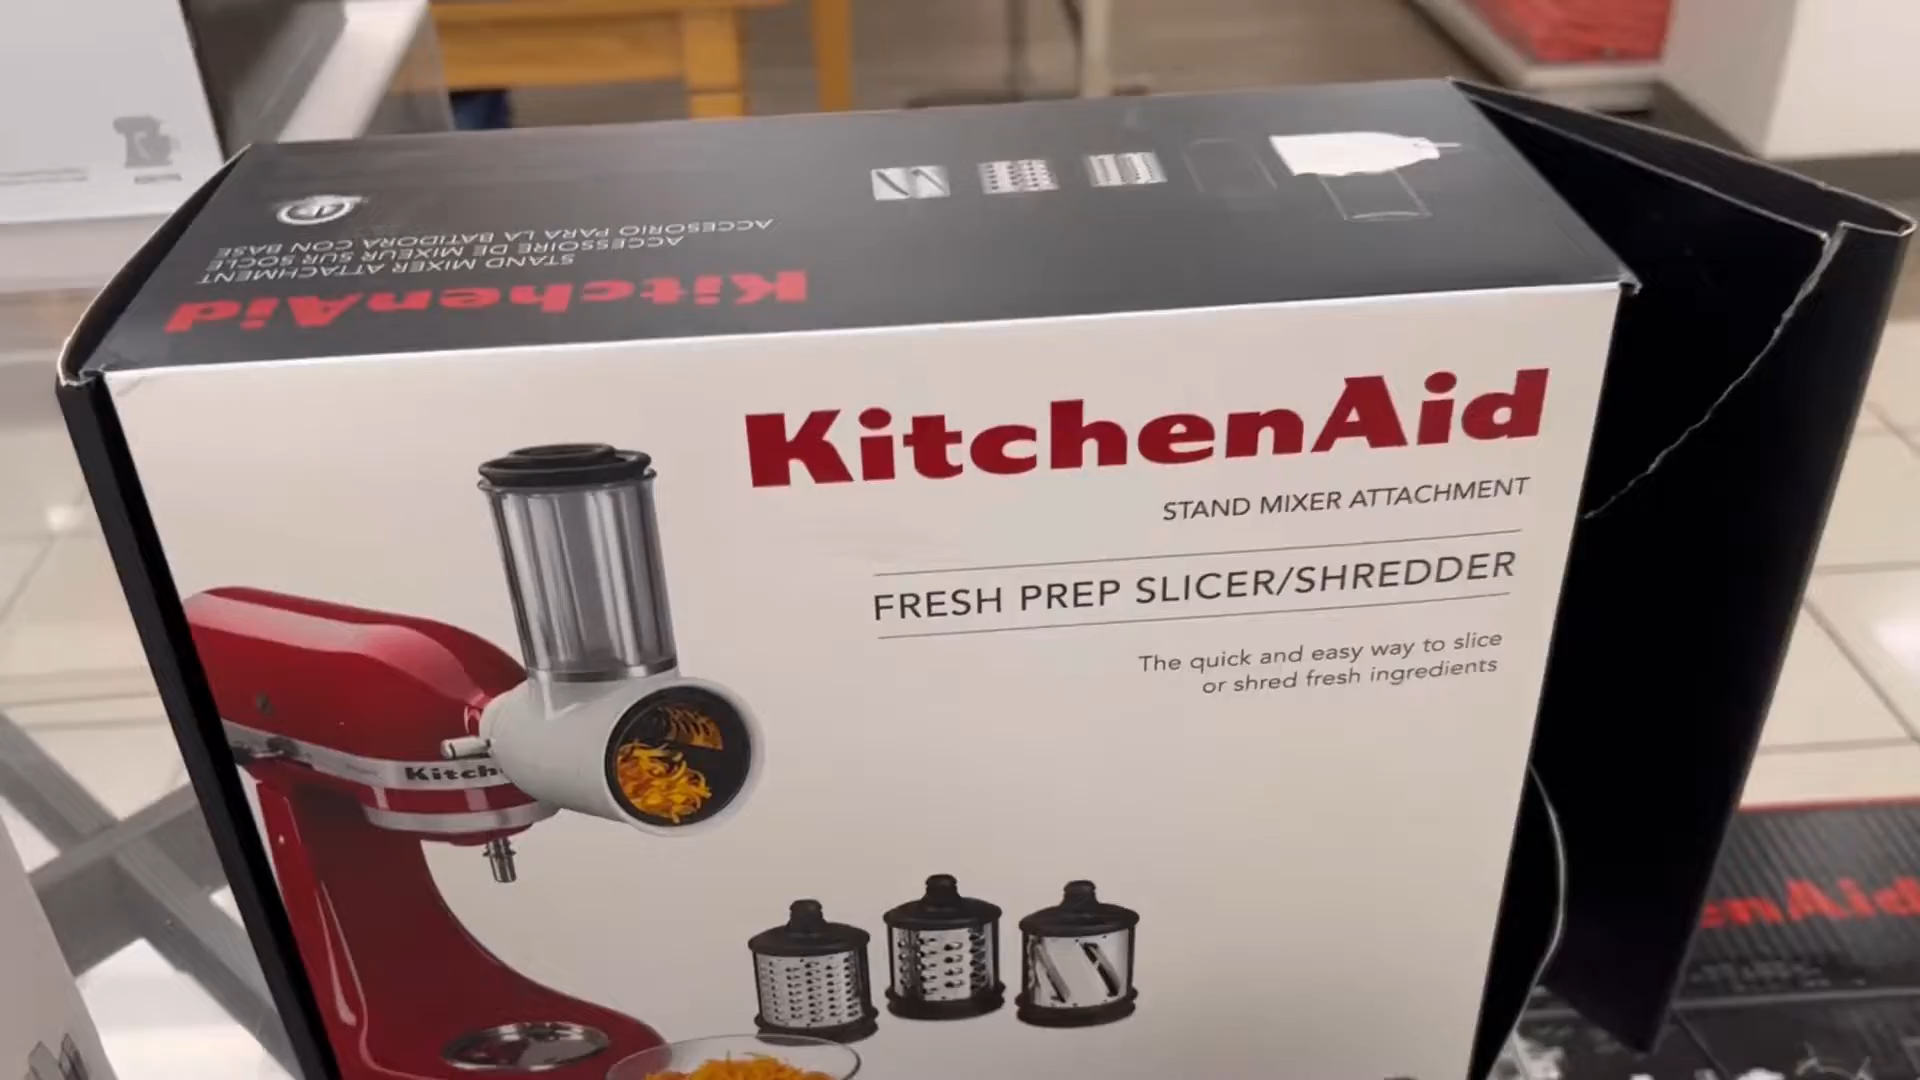 STAND MIXER ATTACHMENT
ACCESSOIRE DE MIXEUR SUR SOCLE
ACCESORIO PARA LA BATIDORA CON BASE
KitchenAid
KitchenAid
STAND MIXER ATTACHMENT
FRESH PREP SLICER/SHREDDER
The quick and easy way to slice
or shred fresh ingredients
Kitch
enAid